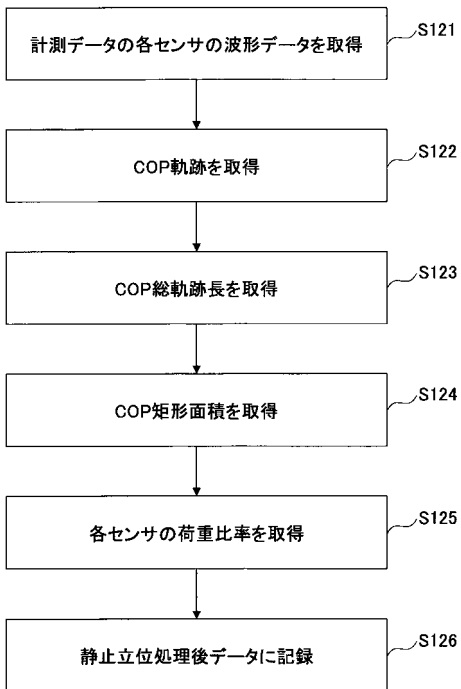 計測データの各センサの波形データを取得
S121
COP軌跡を取得
S122
COP総軌跡長を取得
S123
COP矩形面積を取得
S124
各センサの荷重比率を取得
S125
静止立位処理後データに記録
S126